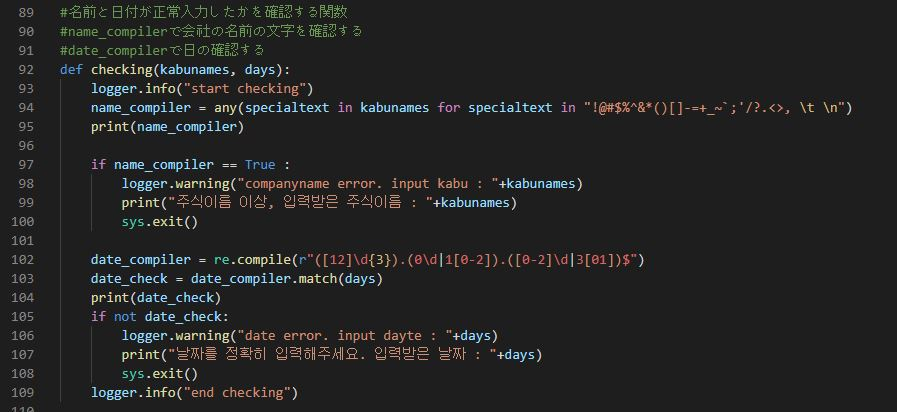 89 #名前と日付が正常入力したかを確認する関数
90 #name_compilerで会社の名前の文字を確認する
91 #date_compilerで日の確認する
92 def checking(kabunames, days):
93 logger.info("start checking")
94 name_compiler = any(specialtext in kabunames for specialtext in "!@#$%^&*()[]-=+_~`;'/?.<>, \t \n")
95 print(name_compiler)
96
97 if name_compiler == True :
98 logger.warning("companyname error. input kabu : "+kabunames)
99 print("주식이름 이상, 입력받은 주식이름 : "+kabunames)
100 sys.exit()
101
102 date_compiler = re.compile(r"([12]\d{3}).(0\d|1[0-2]).([0-2]\d|3[01])$")
103 date_check = date_compiler.match(days)
104 print(date_check)
105 if not date_check:
106 logger.warning("date error. input dayte : "+days)
107 print("날짜를 정확히 입력해주세요. 입력받은 날짜 : "+days)
108 sys.exit()
109 logger.info("end checking")
110